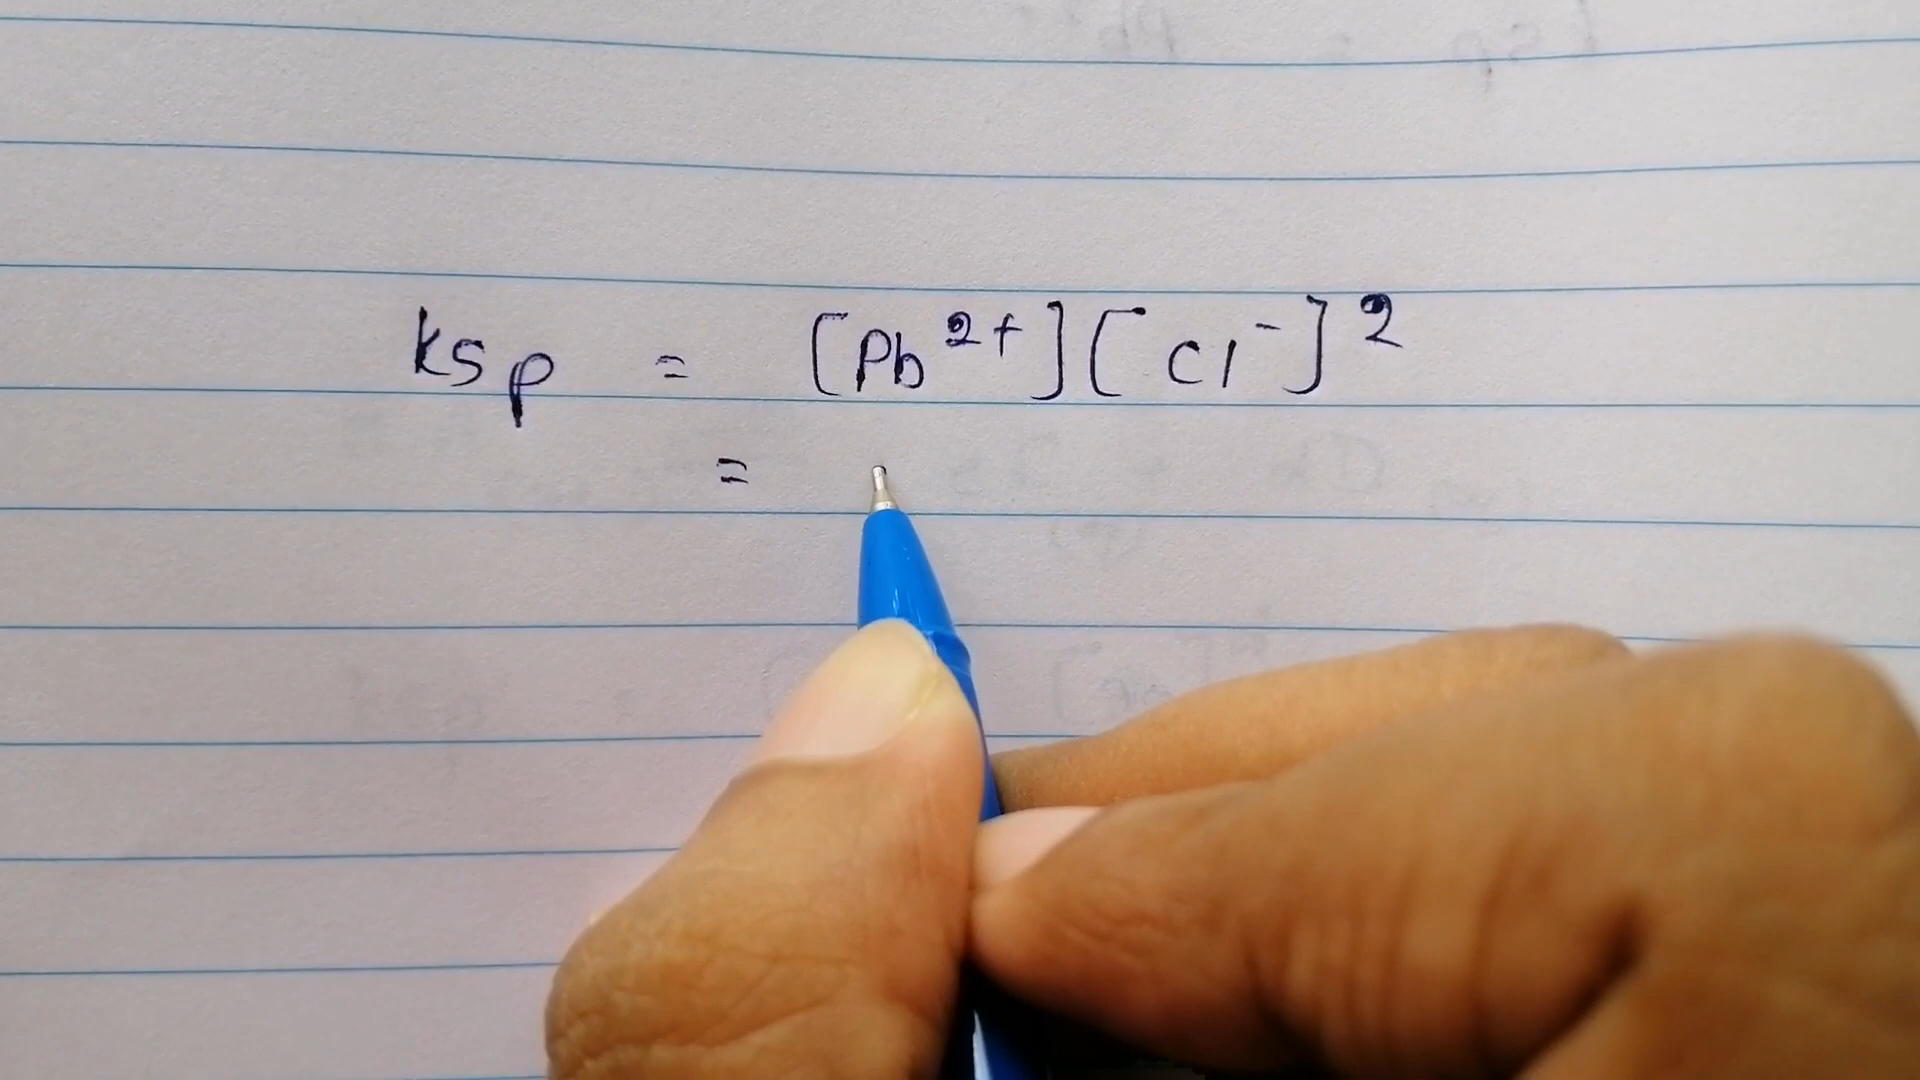 ksp = [Pb²⁺][Cl⁻]²
=